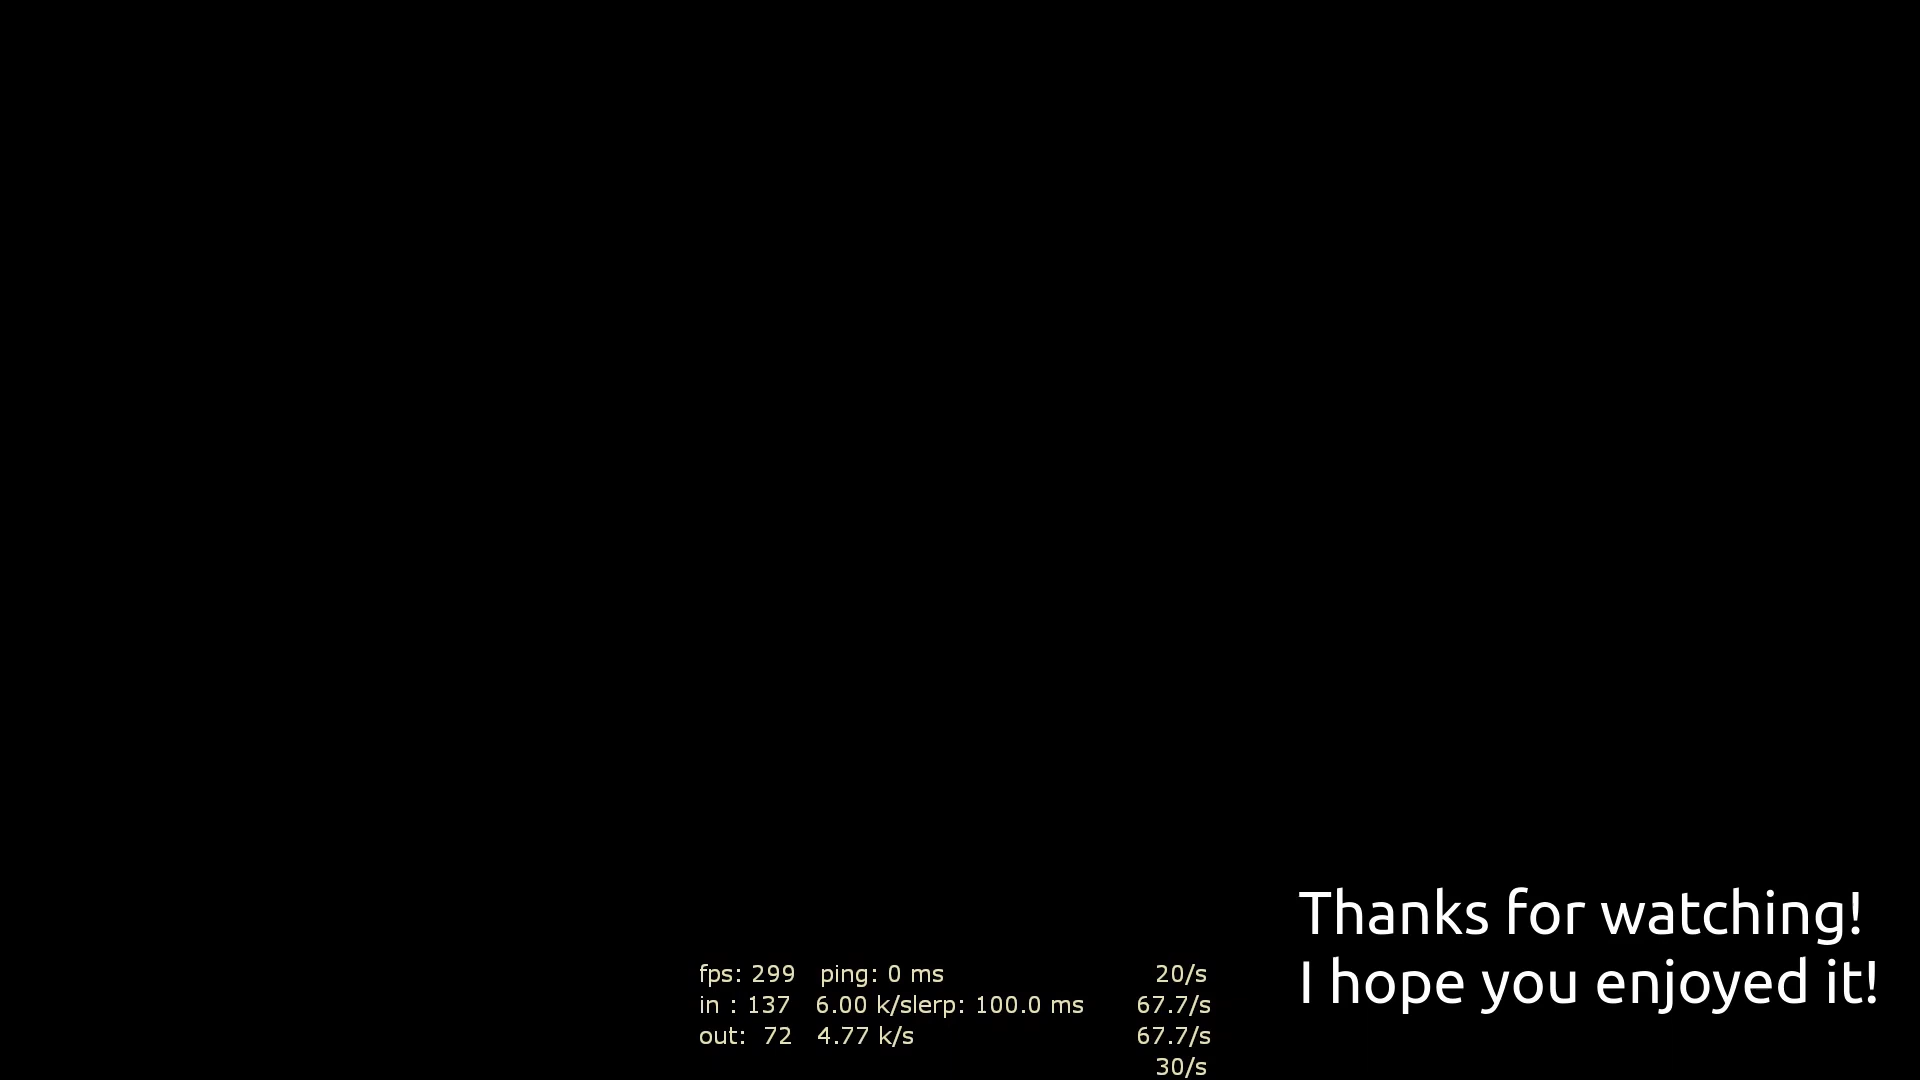 Thanks for watching!
I hope you enjoyed it!
fps: 299 ping: 0 ms 20/s
in : 137 6.00 k/slerp: 100.0 ms 67.7/s
out: 72 4.77 k/s 67.7/s
30/s